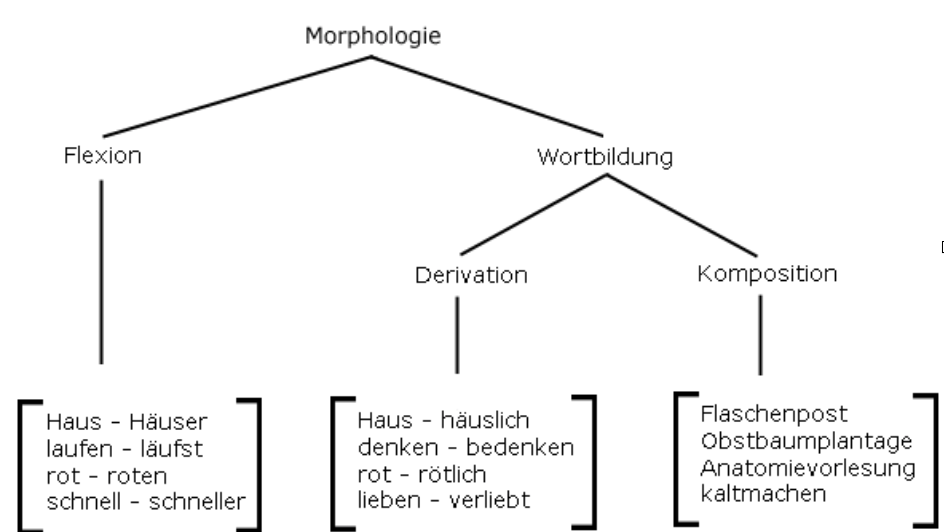 Morphologie
Flexion
Wortbildung
Derivation
Komposition
Haus – Häuser
laufen – läufst
rot – roten
schnell – schneller
Haus – häuslich
denken – bedenken
rot – rötlich
lieben – verliebt
Flaschenpost
Obstbaumplantage
Anatomievorlesung
kaltmachen